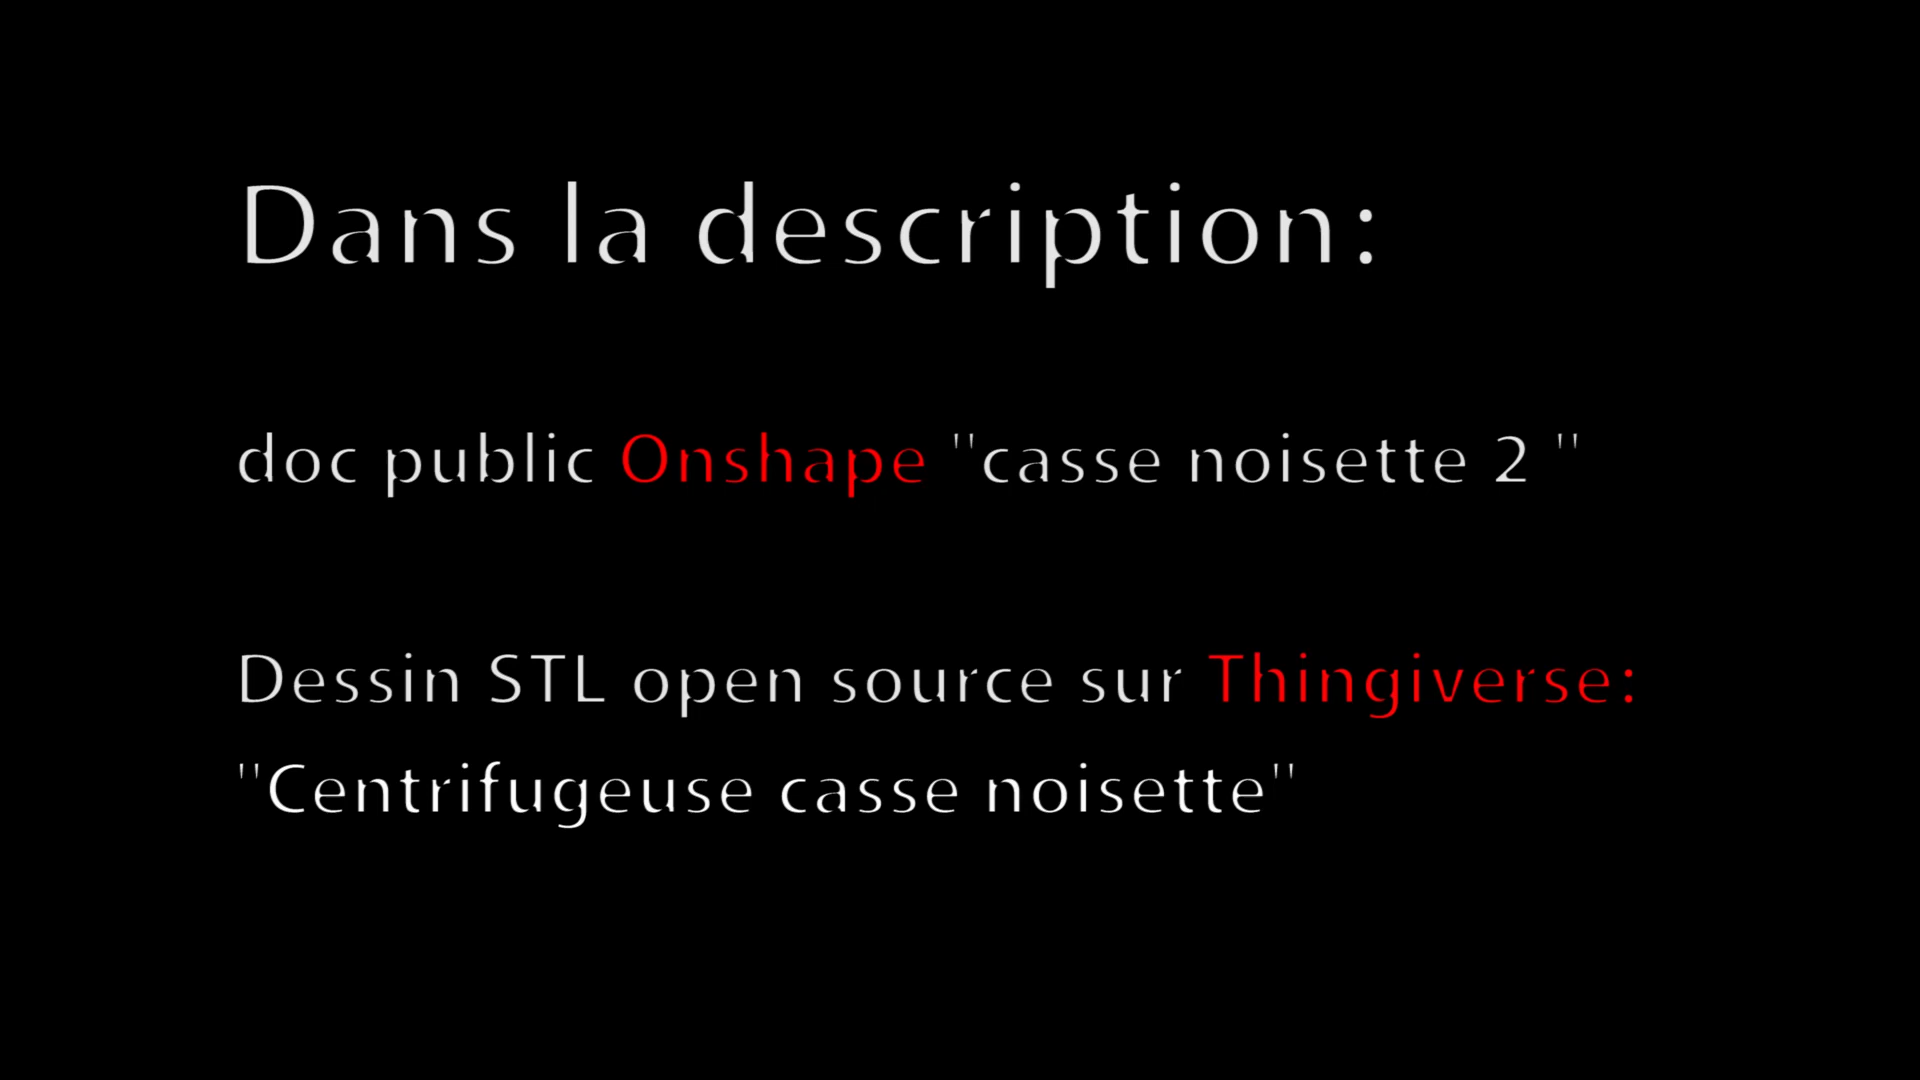 Dans la description:
doc public Onshape "casse noisette 2 "
Dessin STL open source sur Thingiverse:
"Centrifugeuse casse noisette"